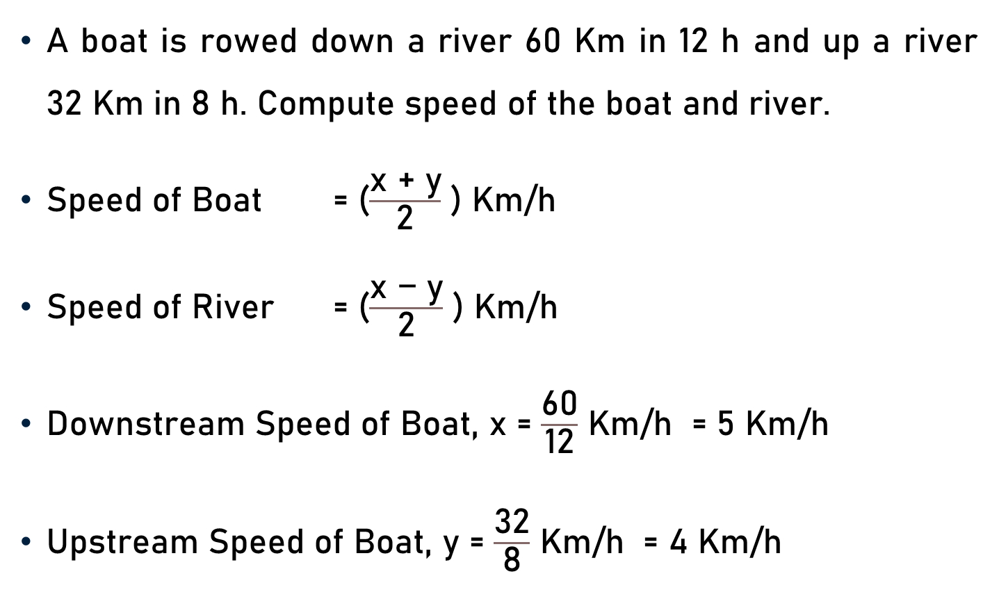 • A boat is rowed down a river 60 Km in 12 h and up a river
32 Km in 8 h. Compute speed of the boat and river.
• Speed of Boat = (\frac{x + y}{2}) Km/h
• Speed of River = (\frac{x − y}{2}) Km/h
• Downstream Speed of Boat, x = \frac{60}{12} Km/h = 5 Km/h
• Upstream Speed of Boat, y = \frac{32}{8} Km/h = 4 Km/h